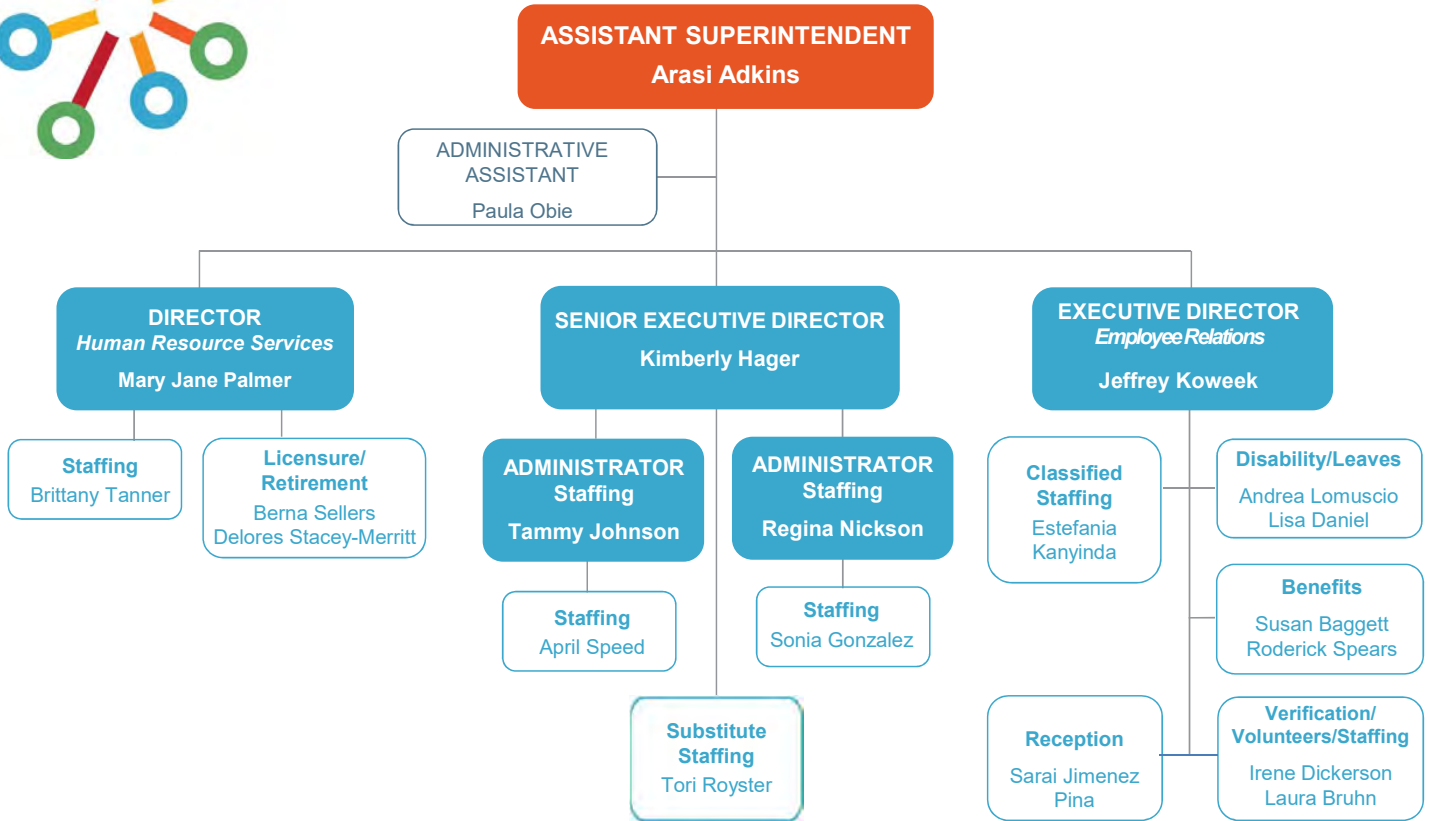 ASSISTANT SUPERINTENDENT
Arasi Adkins
ADMINISTRATIVE
ASSISTANT
Paula Obie
DIRECTOR
Human Resource Services
Mary Jane Palmer
SENIOR EXECUTIVE DIRECTOR
Kimberly Hager
EXECUTIVE DIRECTOR
Employee Relations
Jeffrey Koweek
Staffing
Brittany Tanner
Licensure/
Retirement
Berna Sellers
Delores Stacey-Merritt
ADMINISTRATOR
Staffing
Tammy Johnson
ADMINISTRATOR
Staffing
Regina Nickson
Classified
Staffing
Estefania
Kanyinda
Disability/Leaves
Andrea Lomuscio
Lisa Daniel
Staffing
April Speed
Staffing
Sonia Gonzalez
Benefits
Susan Baggett
Roderick Spears
Substitute
Staffing
Tori Royster
Reception
Sarai Jimenez
Pina
Verification/
Volunteers/Staffing
Irene Dickerson
Laura Bruhn